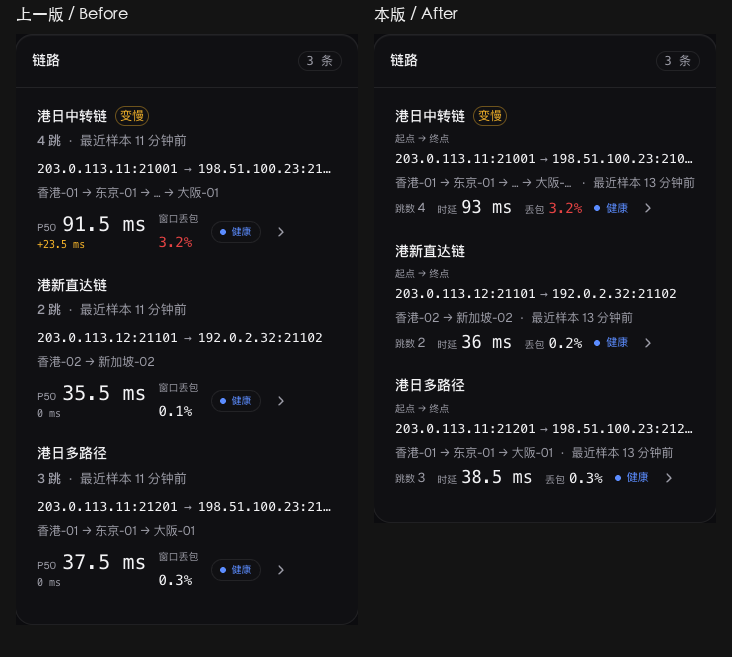 上一版 / Before
链路
3 条
港日中转链 变慢
4 跳 · 最近样本 11 分钟前
203.0.113.11:21001 → 198.51.100.23:21…
香港-01 → 东京-01 → … → 大阪-01
P50 91.5 ms 窗口丢包
+23.5 ms 3.2% 健康
港新直达链
2 跳 · 最近样本 11 分钟前
203.0.113.12:21101 → 192.0.2.32:21102
香港-02 → 新加坡-02
P50 35.5 ms 窗口丢包
0 ms 0.1% 健康
港日多路径
3 跳 · 最近样本 11 分钟前
203.0.113.11:21201 → 198.51.100.23:21…
香港-01 → 东京-01 → 大阪-01
P50 37.5 ms 窗口丢包
0 ms 0.3% 健康
本版 / After
链路
3 条
港日中转链 变慢
起点 → 终点
203.0.113.11:21001 → 198.51.100.23:210…
香港-01 → 东京-01 → … → 大阪-… · 最近样本 13 分钟前
跳数 4 时延 93 ms 丢包 3.2% 健康
港新直达链
起点 → 终点
203.0.113.12:21101 → 192.0.2.32:21102
香港-02 → 新加坡-02 · 最近样本 13 分钟前
跳数 2 时延 36 ms 丢包 0.2% 健康
港日多路径
起点 → 终点
203.0.113.11:21201 → 198.51.100.23:212…
香港-01 → 东京-01 → 大阪-01 · 最近样本 13 分钟前
跳数 3 时延 38.5 ms 丢包 0.3% 健康